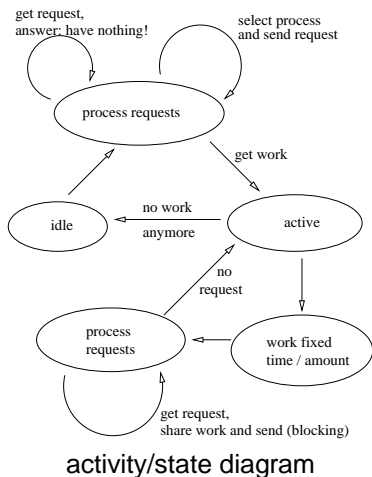 get request,
answer: have nothing!
select process
and send request
process requests
get work
no work
anymore
idle
active
no
request
process
requests
work fixed
time / amount
get request,
share work and send (blocking)
activity/state diagram